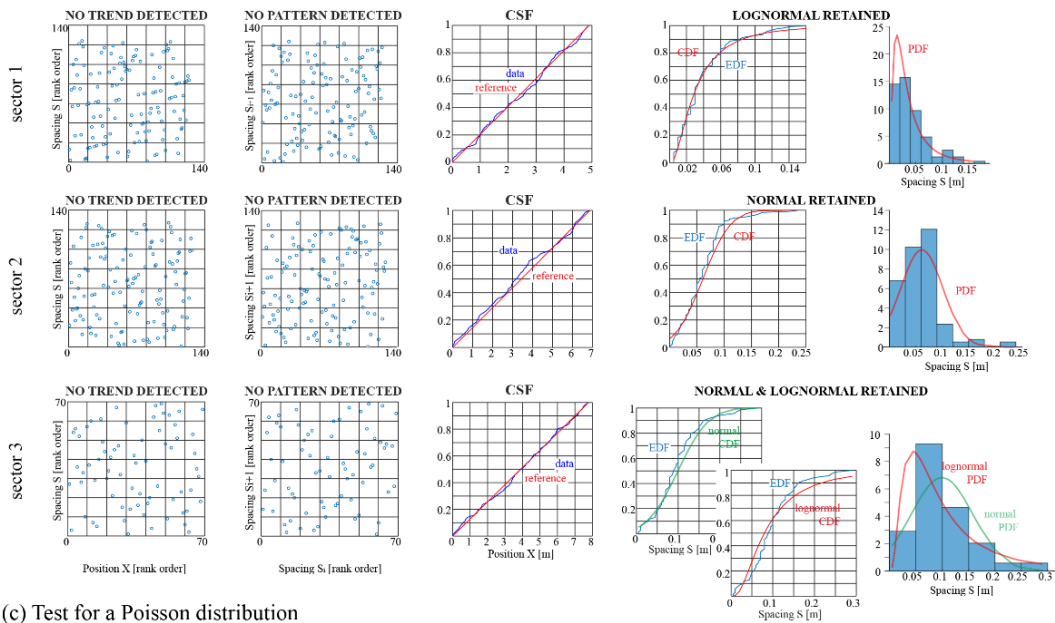 NO TREND DETECTED NO PATTERN DETECTED CSF LOGNORMAL RETAINED
sector 1
140
Spacing S [rank order]
0 140
140
Spacing Si+1 [rank order]
0 140
1
0.8
0.6
0.4
0.2
0
data
reference
0 1 2 3 4 5
1
0.8
0.6
0.4
0.2
0
CDF
EDF
0.02 0.06 0.1 0.14
25
20
15
10
5
0
PDF
0.05 0.1 0.15
Spacing S [m]
NO TREND DETECTED NO PATTERN DETECTED CSF NORMAL RETAINED
sector 2
140
Spacing S [rank order]
0 140
140
Spacing Si+1 [rank order]
0 140
1
0.8
0.6
0.4
0.2
0
data
reference
0 1 2 3 4 5 6 7
1
0.8
0.6
0.4
0.2
EDF
CDF
0 0.05 0.1 0.15 0.2 0.25
14
12
10
8
6
4
2
0
PDF
0.05 0.1 0.15 0.2 0.25
Spacing S [m]
NO TREND DETECTED NO PATTERN DETECTED CSF NORMAL & LOGNORMAL RETAINED
sector 3
70
Spacing S [rank order]
0 70
Position X [rank order]
70
Spacing Si+1 [rank order]
0 70
Spacing Si [rank order]
1
0.8
0.6
0.4
0.2
data
reference
0 1 2 3 4 5 6 7 8
Position X [m]
1
0.8
0.6
0.4
0.2
EDF
normal
CDF
0 0.1
Spacing S [m]
1
0.8
0.6
0.4
0.2
EDF
lognormal
CDF
0 0.1 0.2 0.3
Spacing S [m]
10
8
6
4
2
0
lognormal
PDF
normal
PDF
0.05 0.1 0.15 0.2 0.25 0.3
Spacing S [m]
(c) Test for a Poisson distribution